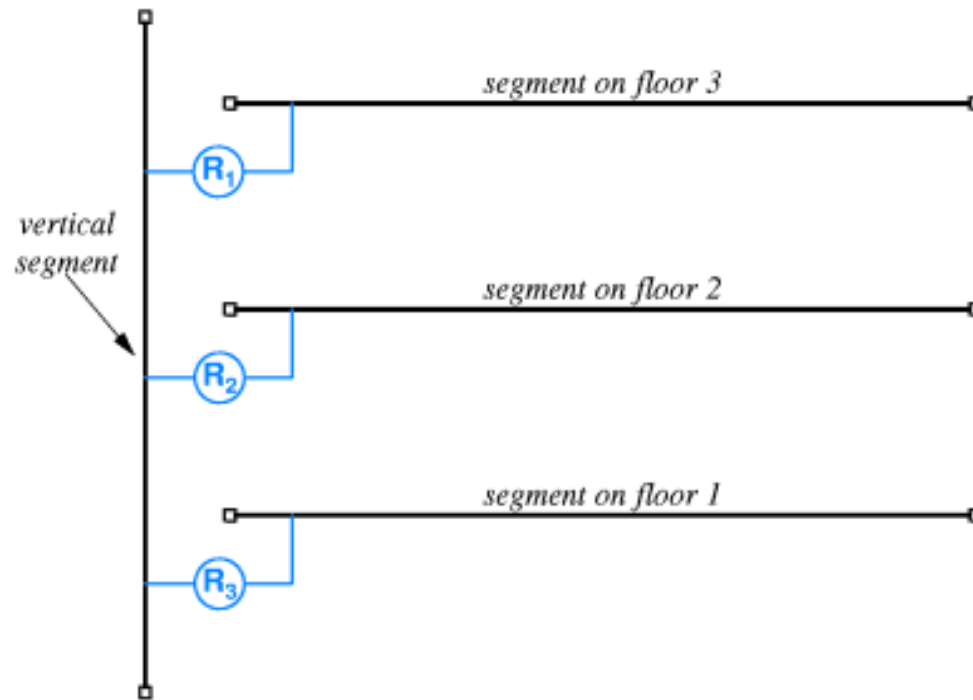 segment on floor 3
R1
vertical
segment
segment on floor 2
R2
segment on floor 1
R3